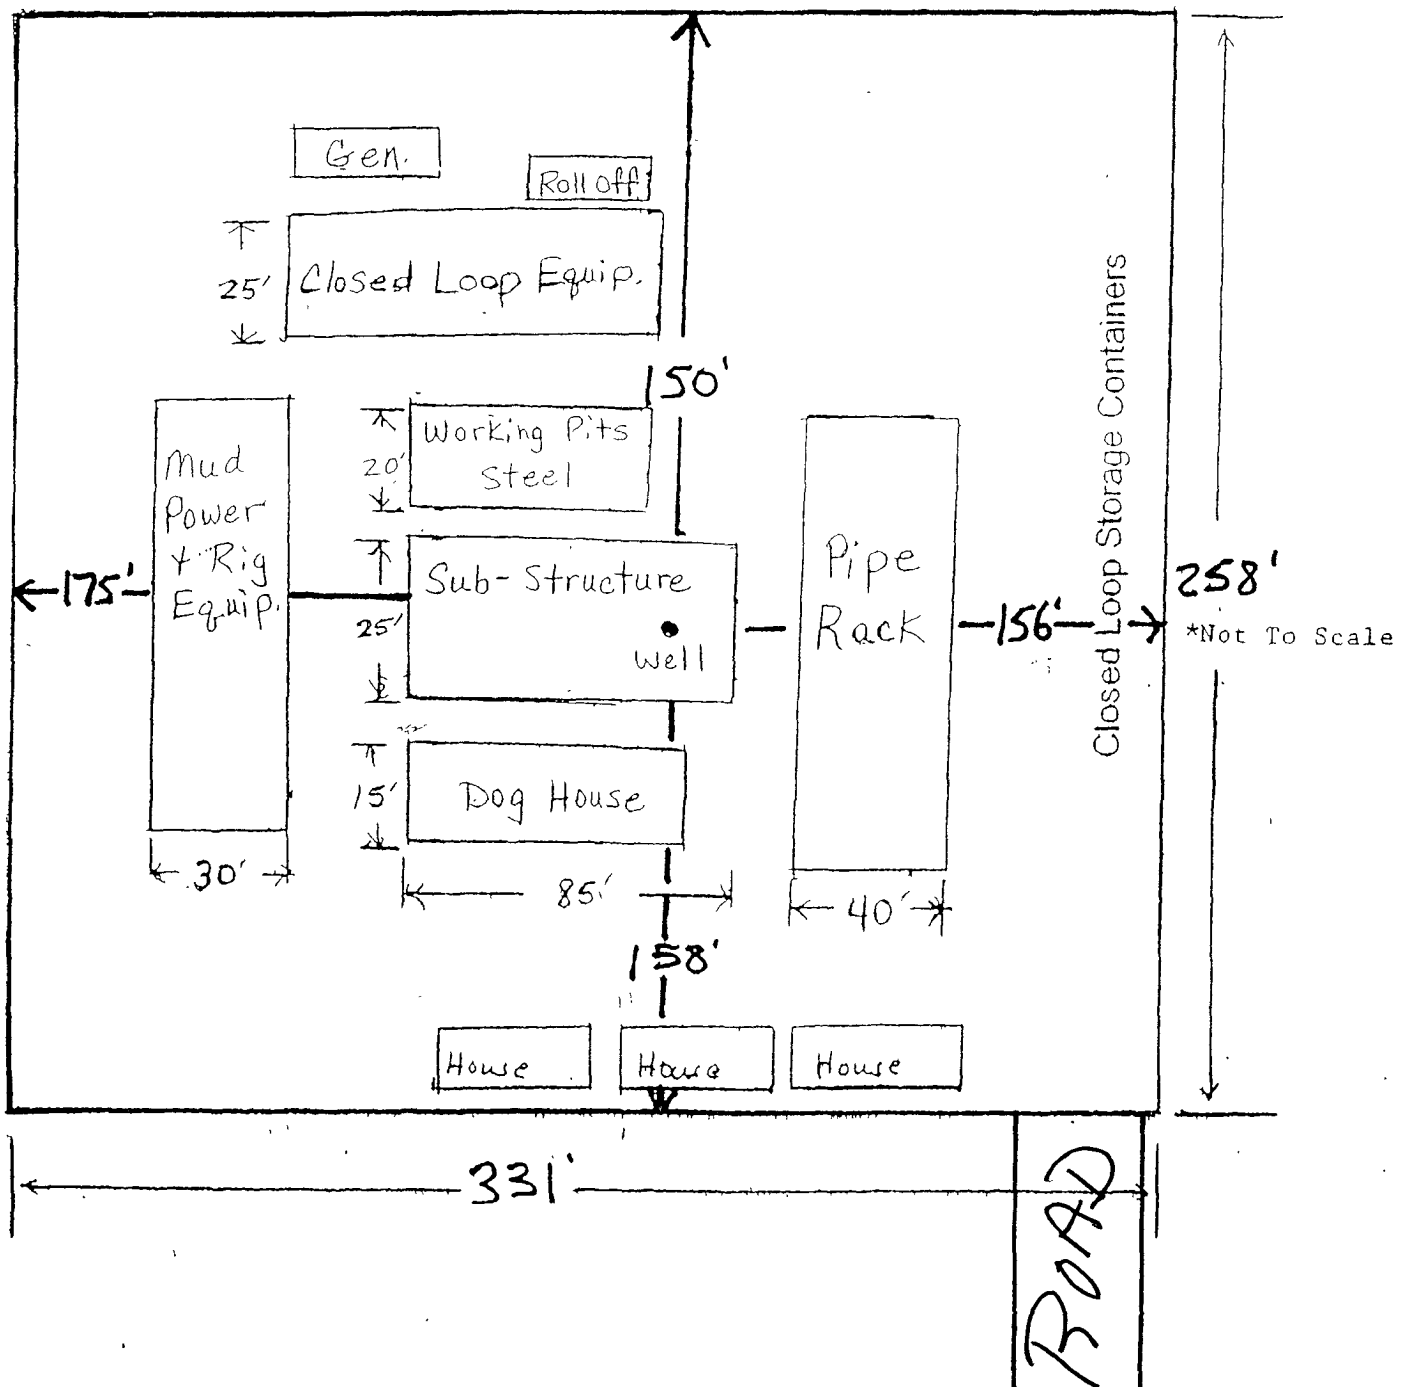 Gen.
Roll off
25'
Closed Loop Equip.
150'
Working Pits
Steel
20'
Mud
Power
+ Rig
Equip.
175'
Sub-Structure
25'
Well
Pipe
Rack
156'
Closed Loop Storage Containers
258'
*Not To Scale
15'
Dog House
30'
85'
40'
158'
House
House
House
331'
ROAD